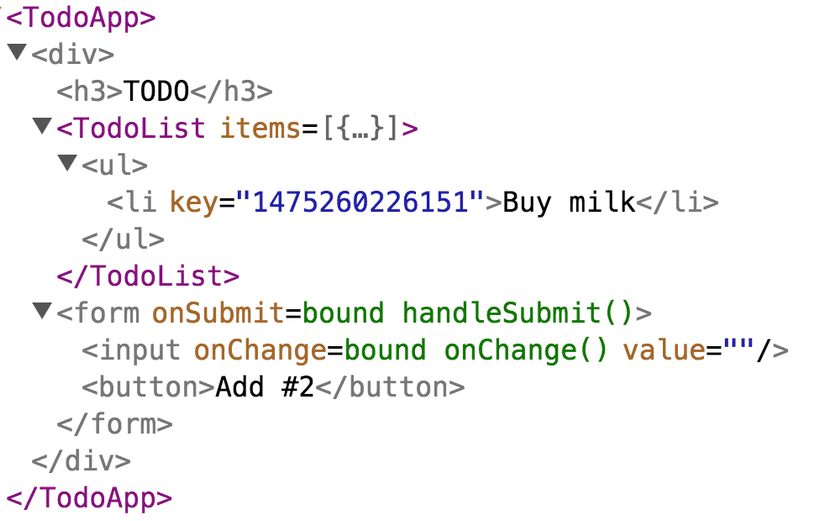 <TodoApp>
<div>
<h3>TODO</h3>
<TodoList items=[{…}]>
<ul>
<li key="1475260226151">Buy milk</li>
</ul>
</TodoList>
<form onSubmit=bound handleSubmit()>
<input onChange=bound onChange() value=""/>
<button>Add #2</button>
</form>
</div>
</TodoApp>